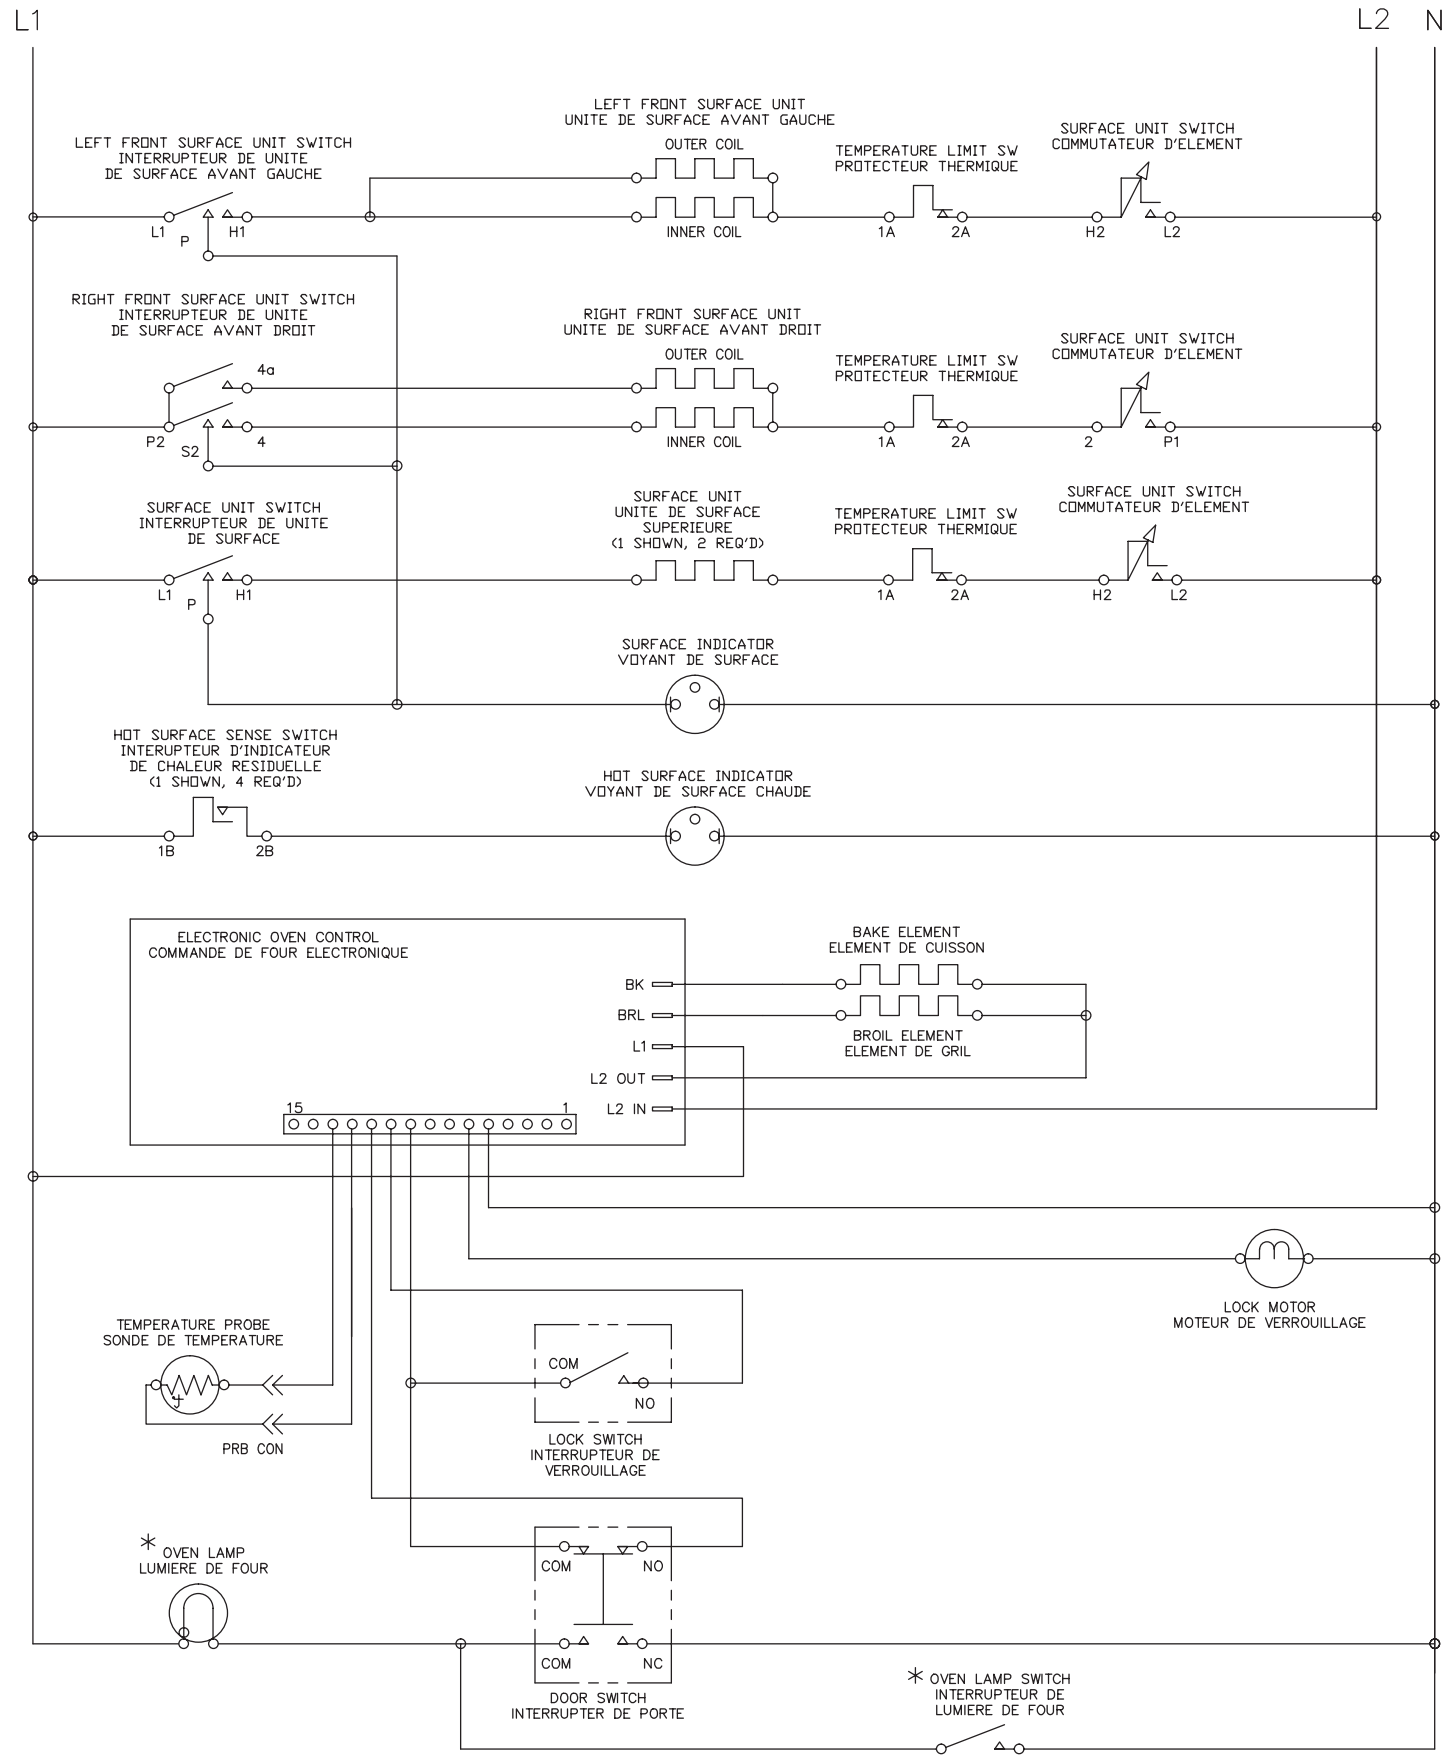 L1
L2
N
LEFT FRONT SURFACE UNIT SWITCH
INTERRUPTEUR DE UNITE
DE SURFACE AVANT GAUCHE
LEFT FRONT SURFACE UNIT
UNITE DE SURFACE AVANT GAUCHE
OUTER COIL
INNER COIL
TEMPERATURE LIMIT SW
PROTECTEUR THERMIQUE
SURFACE UNIT SWITCH
COMMUTATEUR D'ELEMENT
L1
P
H1
1A
2A
H2
L2
RIGHT FRONT SURFACE UNIT SWITCH
INTERRUPTEUR DE UNITE
DE SURFACE AVANT DROIT
RIGHT FRONT SURFACE UNIT
UNITE DE SURFACE AVANT DROIT
OUTER COIL
INNER COIL
TEMPERATURE LIMIT SW
PROTECTEUR THERMIQUE
SURFACE UNIT SWITCH
COMMUTATEUR D'ELEMENT
4a
P2
S2
4
1A
2A
2
P1
SURFACE UNIT SWITCH
INTERRUPTEUR DE UNITE
DE SURFACE
SURFACE UNIT
UNITE DE SURFACE
SUPERIEURE
(1 SHOWN, 2 REQ'D)
TEMPERATURE LIMIT SW
PROTECTEUR THERMIQUE
SURFACE UNIT SWITCH
COMMUTATEUR D'ELEMENT
L1
P
H1
1A
2A
H2
L2
SURFACE INDICATOR
VOYANT DE SURFACE
HOT SURFACE SENSE SWITCH
INTERUPTEUR D'INDICATEUR
DE CHALEUR RESIDUELLE
(1 SHOWN, 4 REQ'D)
1B
2B
HOT SURFACE INDICATOR
VOYANT DE SURFACE CHAUDE
ELECTRONIC OVEN CONTROL
COMMANDE DE FOUR ELECTRONIQUE
BK
BRL
L1
L2 OUT
L2 IN
15
1
BAKE ELEMENT
ELEMENT DE CUISSON
BROIL ELEMENT
ELEMENT DE GRIL
LOCK MOTOR
MOTEUR DE VERROUILLAGE
TEMPERATURE PROBE
SONDE DE TEMPERATURE
PRB CON
COM
NO
LOCK SWITCH
INTERRUPTEUR DE
VERROUILLAGE
* OVEN LAMP
LUMIERE DE FOUR
COM
NO
COM
NC
DOOR SWITCH
INTERRUPTER DE PORTE
* OVEN LAMP SWITCH
INTERRUPTEUR DE
LUMIERE DE FOUR